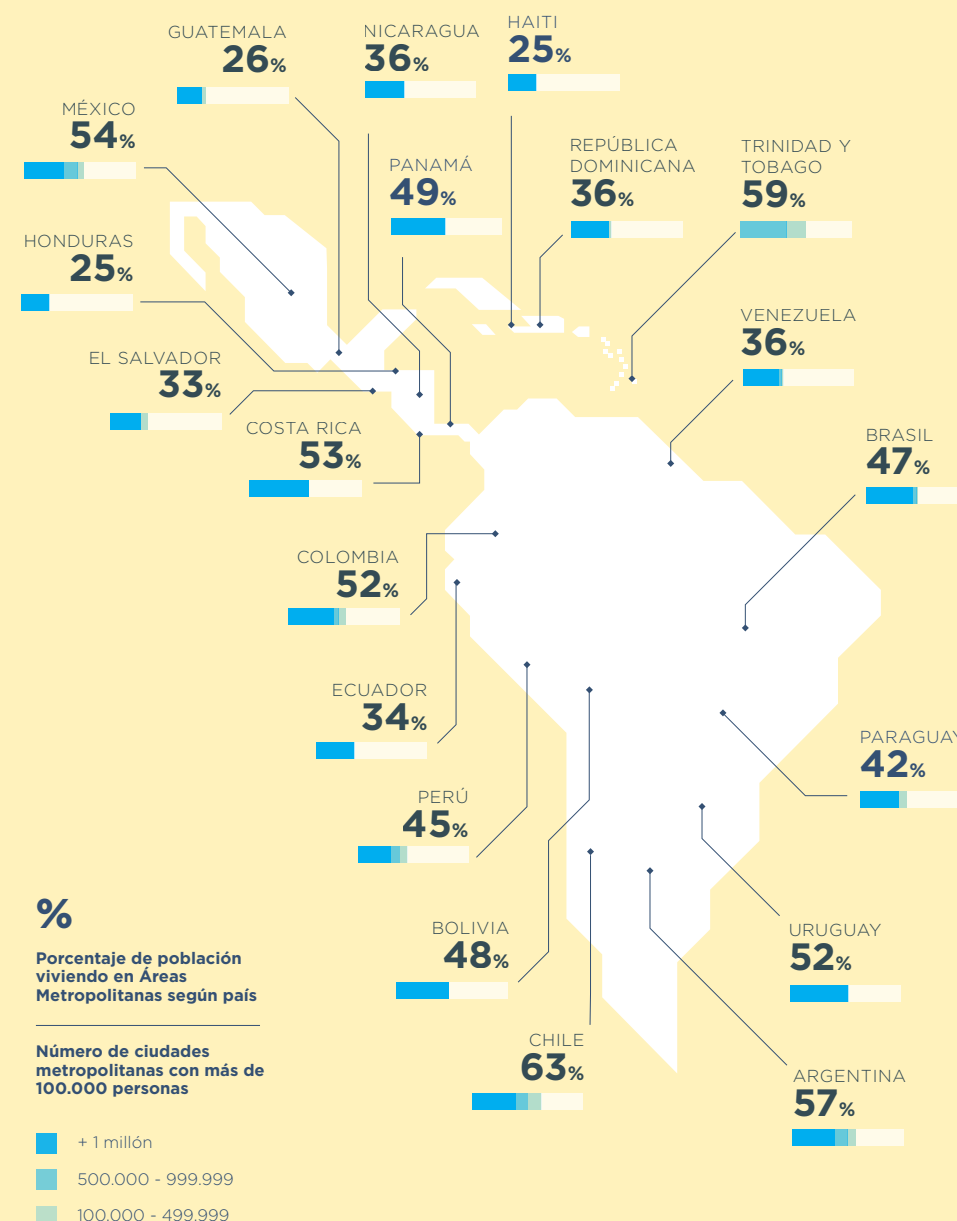 GUATEMALA
26%
NICARAGUA
36%
HAITI
25%
MÉXICO
54%
PANAMÁ
49%
REPÚBLICA
DOMINICANA
36%
TRINIDAD Y
TOBAGO
59%
HONDURAS
25%
VENEZUELA
36%
EL SALVADOR
33%
COSTA RICA
53%
BRASIL
47%
COLOMBIA
52%
ECUADOR
34%
PARAGUAY
42%
PERÚ
45%
BOLIVIA
48%
URUGUAY
52%
CHILE
63%
ARGENTINA
57%
%
Porcentaje de población
viviendo en Áreas
Metropolitanas según país
Número de ciudades
metropolitanas con más de
100.000 personas
+ 1 millón
500.000 - 999.999
100.000 - 499.999